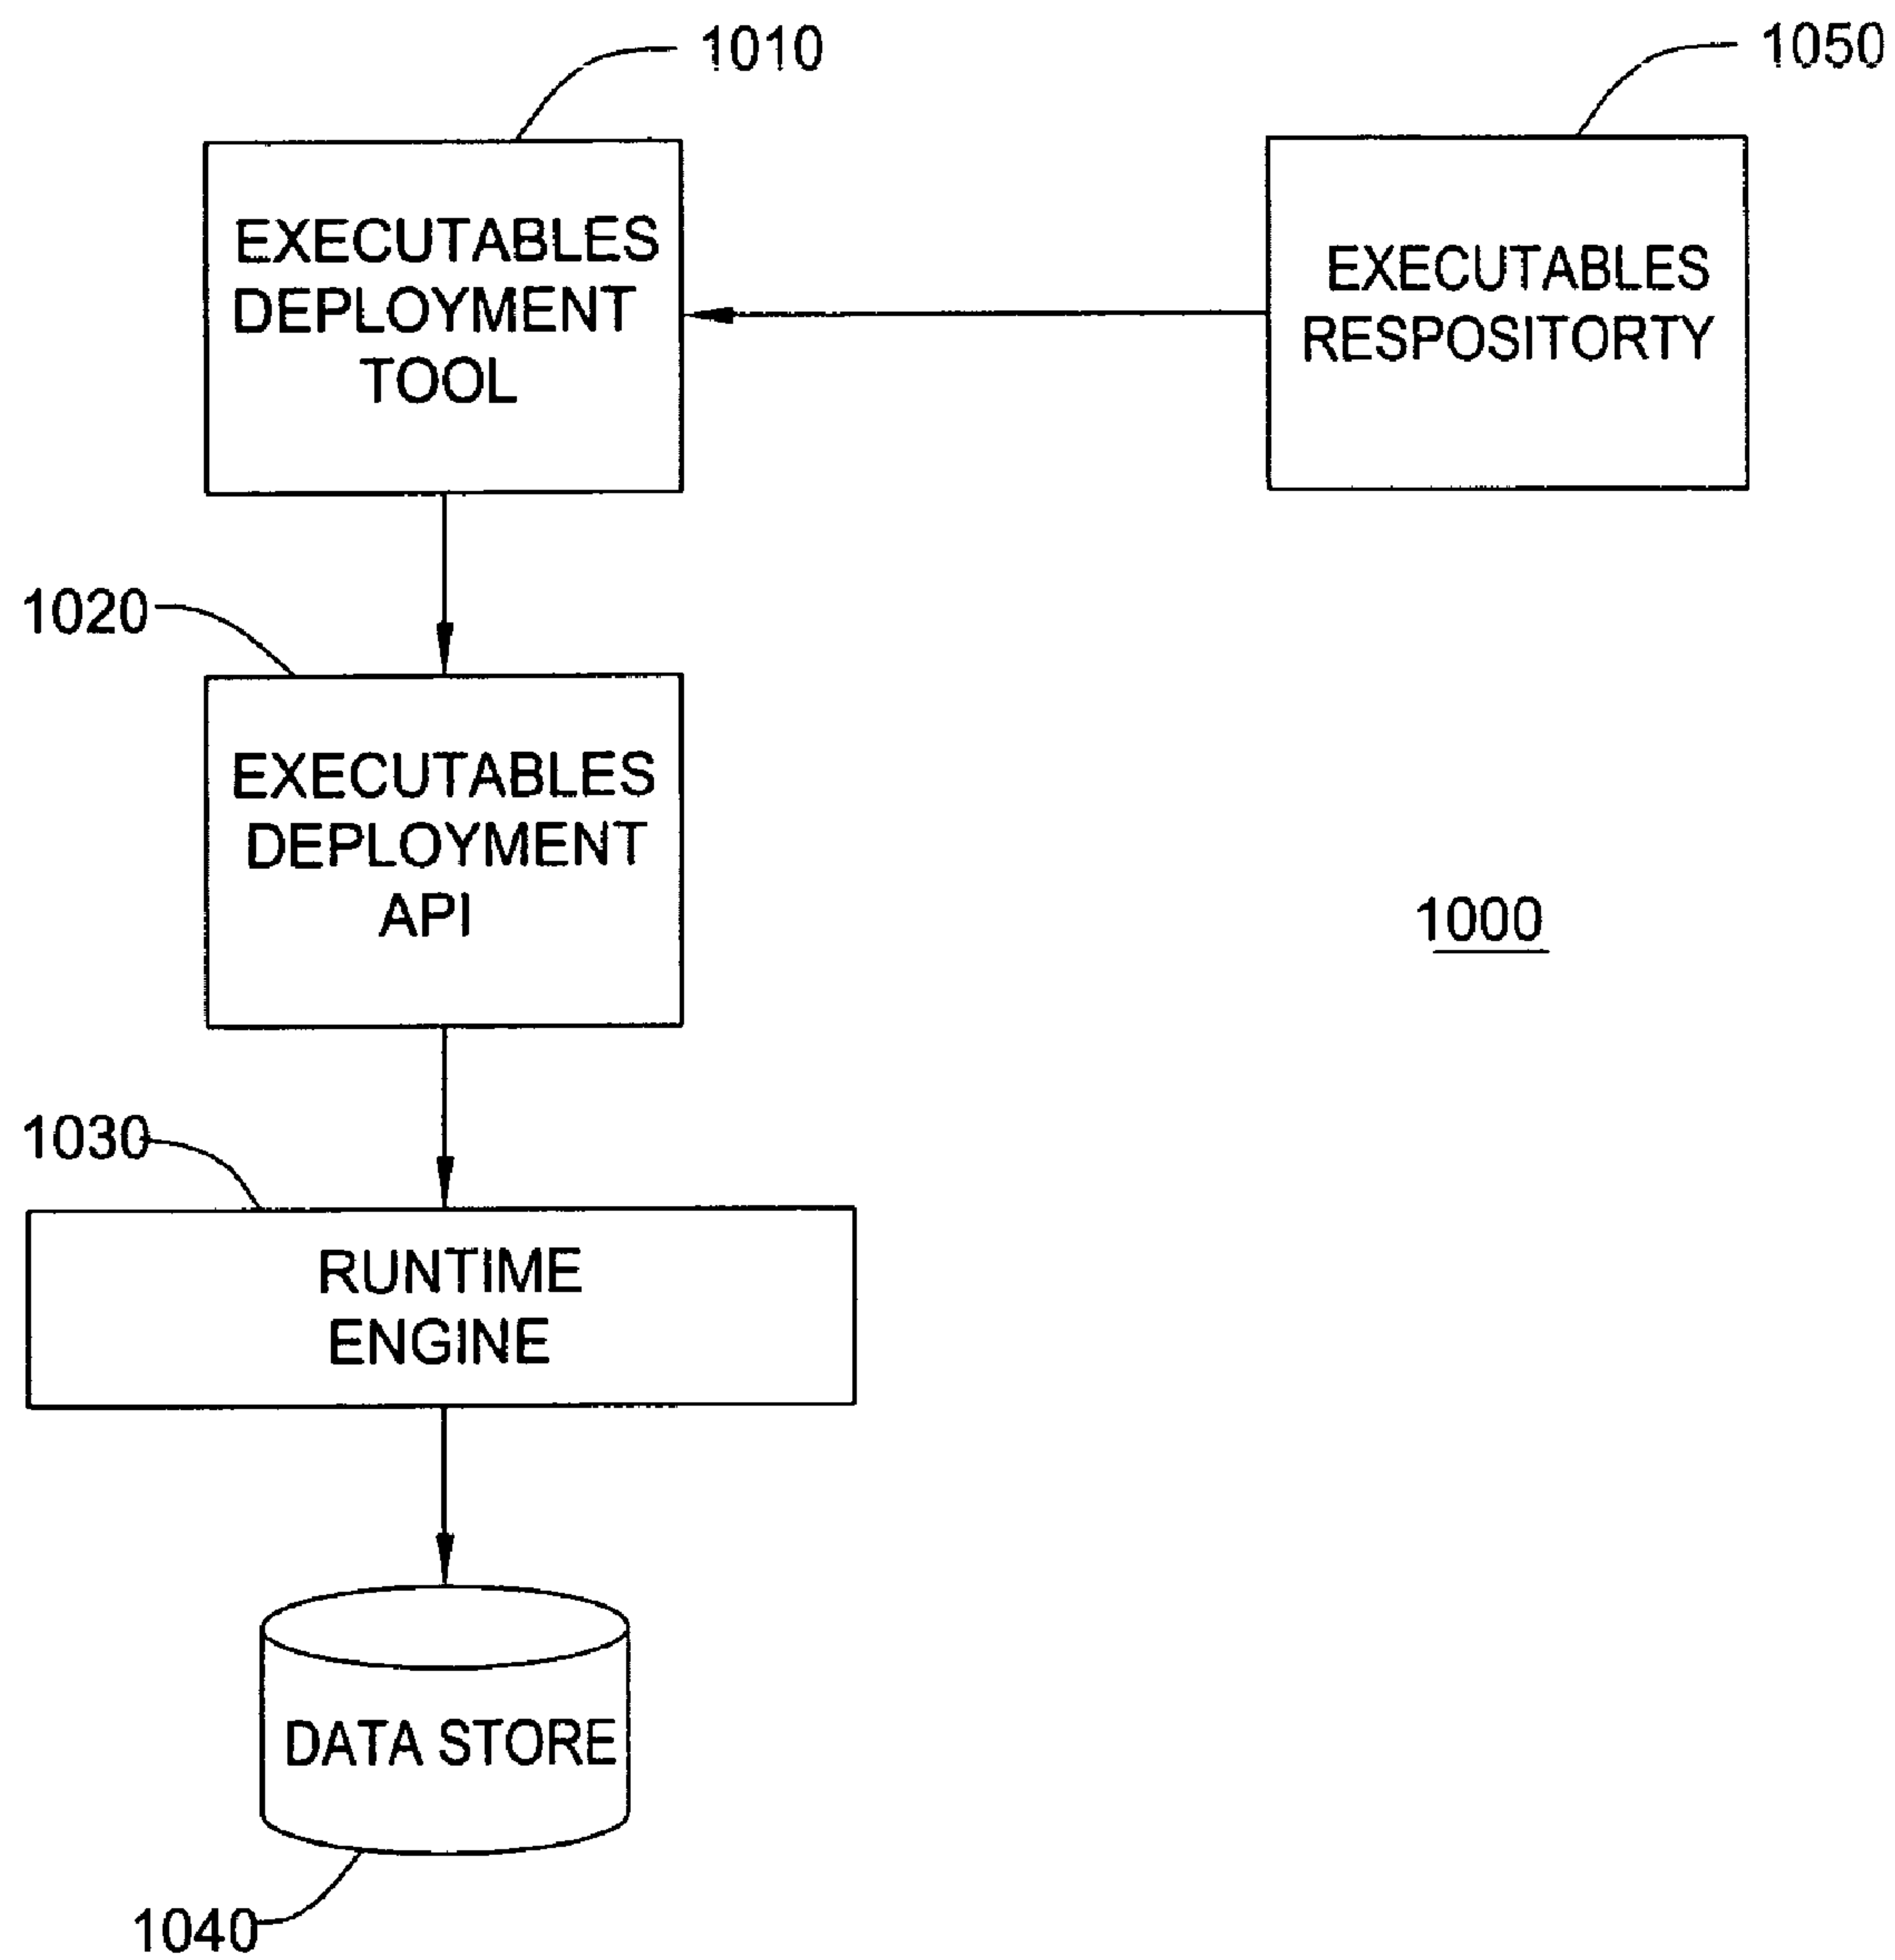 1010
1050
EXECUTABLES
DEPLOYMENT
TOOL
EXECUTABLES
RESPOSITORTY
1020
EXECUTABLES
DEPLOYMENT
API
1000
1030
RUNTIME
ENGINE
DATA STORE
1040